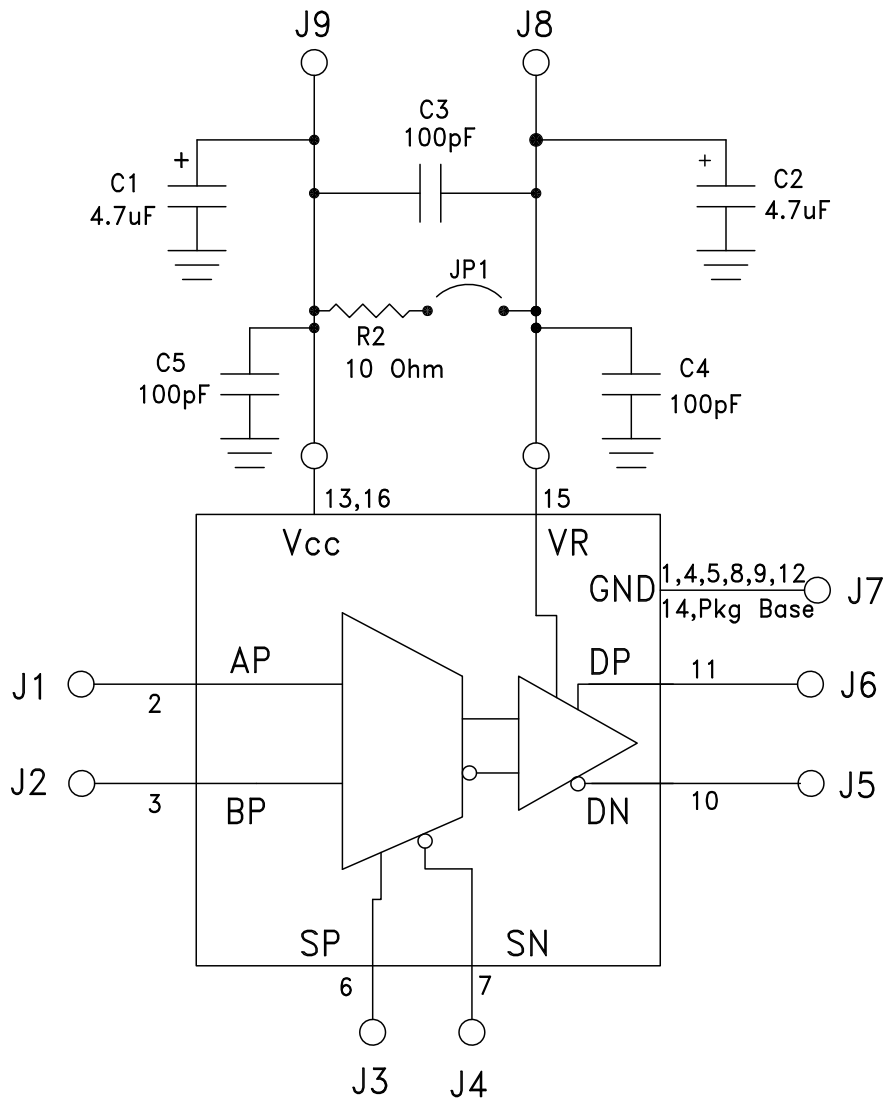 J9
J8
C3
100pF
+
+
C1
4.7uF
C2
4.7uF
JP1
R2
10 Ohm
C5
100pF
C4
100pF
13,16
15
Vcc
VR
GND
1,4,5,8,9,12
14,Pkg Base
J7
AP
DP
11
J1
2
J6
J2
3
BP
DN
10
J5
SP
SN
6
7
J3
J4